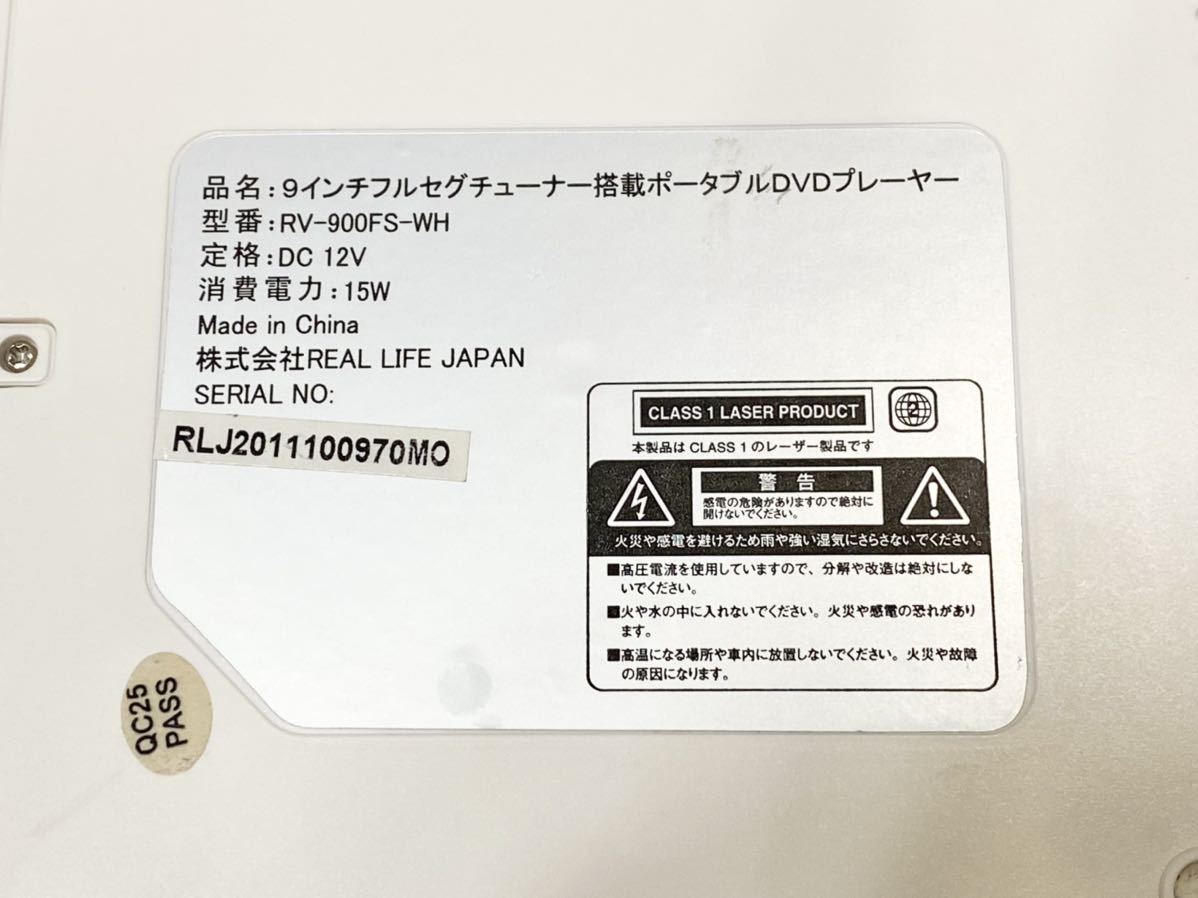 品名:9インチフルセグチューナー搭載ポータブルDVDプレーヤー
型番:RV-900FS-WH
定格:DC 12V
消費電力:15W
Made in China
株式会社REAL LIFE JAPAN
SERIAL NO:
RLJ2011100970MO
CLASS 1 LASER PRODUCT
2
本製品は CLASS 1 のレーザー製品です
警告
感電の危険がありますので絶対に
開けないでください。
火災や感電を避けるため雨や強い湿気にさらさないでください。
■高圧電流を使用していますので、分解や改造は絶対にしな
いでください。
■火や水の中に入れないでください。火災や感電の恐れがあり
ます。
■高温になる場所や車内に放置しないでください。火災や故障
の原因になります。
QC25
PASS